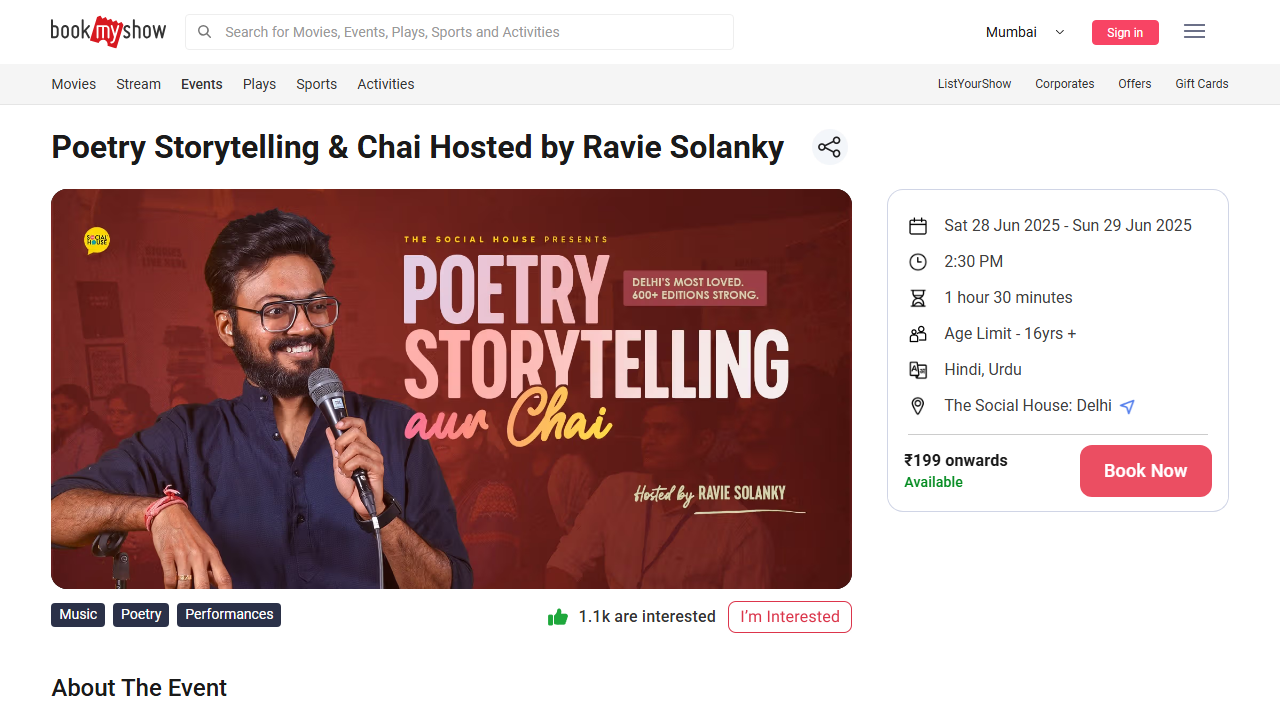 bookmyshow
Search for Movies, Events, Plays, Sports and Activities
Mumbai
Sign in
Movies Stream Events Plays Sports Activities
ListYourShow Corporates Offers Gift Cards
Poetry Storytelling & Chai Hosted by Ravie Solanky
SOCIAL
HOUSE
THE SOCIAL HOUSE PRESENTS
POETRY
DELHI'S MOST LOVED.
600+ EDITIONS STRONG.
STORYTELLING
aur Chai
Hosted by RAVIE SOLANKY
Sat 28 Jun 2025 - Sun 29 Jun 2025
2:30 PM
1 hour 30 minutes
Age Limit - 16yrs +
Hindi, Urdu
The Social House: Delhi
₹199 onwards
Available
Book Now
Music Poetry Performances
1.1k are interested
I’m Interested
About The Event